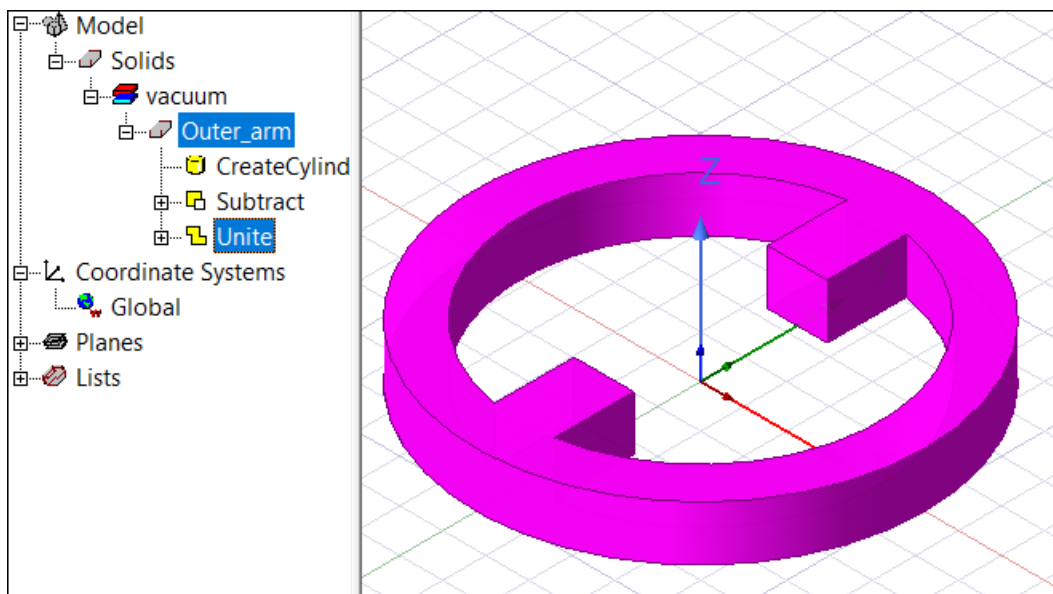 Model
Solids
vacuum
Outer_arm
CreateCylind
Subtract
Unite
Coordinate Systems
Global
Planes
Lists
Z